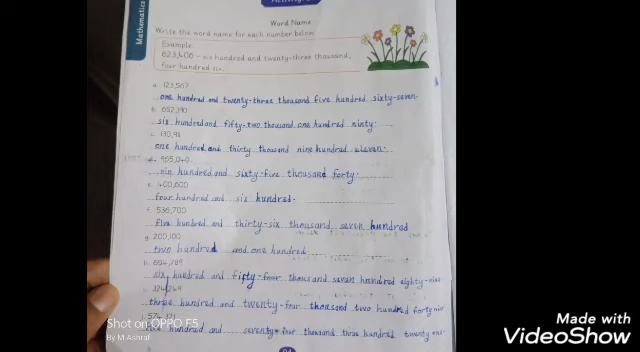 Mathematics
Word Name
Write the word name for each number below.
Example:
623,406 – six hundred and twenty-three thousand,
four hundred six.
a. 123,567
one hundred and twenty-three thousand five hundred sixty-seven.
b. 652,190
six hundred and fifty-two thousand one hundred ninty.
c. 130,911
one hundred and thirty thousand nine hundred eleven.
d. 965,040
nin hundred and sixty-five thousand forty.
e. 400,600
four hundred and six hundred.
f. 536,700
five hundred and thirty-six thousand seven hundred
g. 200,100
two hundred and one hundred
h. 654,789
six hundred and fifty-four thousand seven hundred eighty-nine
i. 324,249
three hundred and twenty-four thousand two hundred forty-nine
j. 574,321
hundred and seventy-four thousand three hundred twenty one.
Shot on OPPO F5
By M.Ashraf
Made with
VideoShow